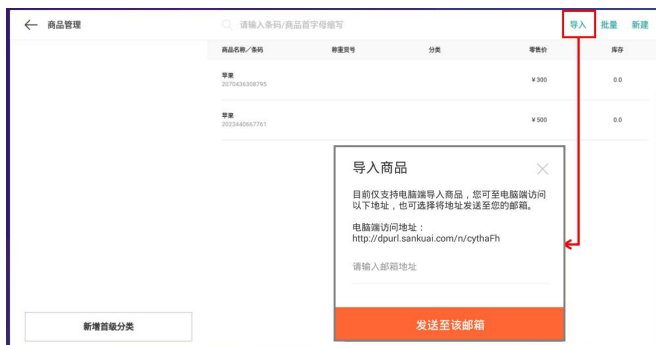 商品管理
请输入条码/商品首字母缩写
导入 批量 新建
商品名称/条码 称重货号 分类 零售价 库存
苹果
2070436308795
¥300 0.0
苹果
2023440667761
¥500 0.0
导入商品
目前仅支持电脑端导入商品，您可至电脑端访问
以下地址，也可选择将地址发送至您的邮箱。
电脑端访问地址：
http://dpurl.sankuai.com/n/cythaFh
请输入邮箱地址
发送至该邮箱
新增首级分类